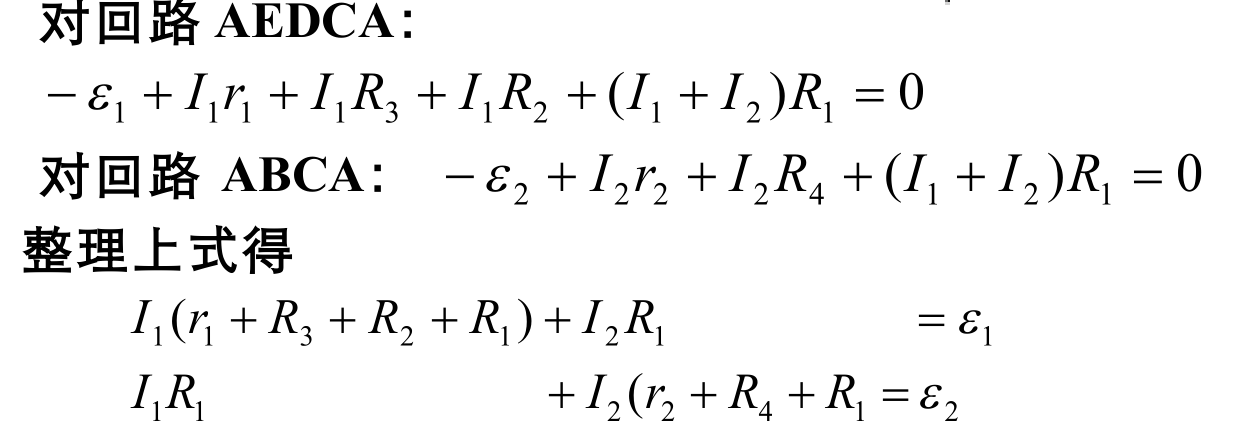 对回路 AEDCA：
−ε₁ + I₁r₁ + I₁R₃ + I₁R₂ + (I₁ + I₂)R₁ = 0
对回路 ABCA： −ε₂ + I₂r₂ + I₂R₄ + (I₁ + I₂)R₁ = 0
整理上式得
I₁(r₁ + R₃ + R₂ + R₁) + I₂R₁ = ε₁
I₁R₁ + I₂(r₂ + R₄ + R₁ = ε₂